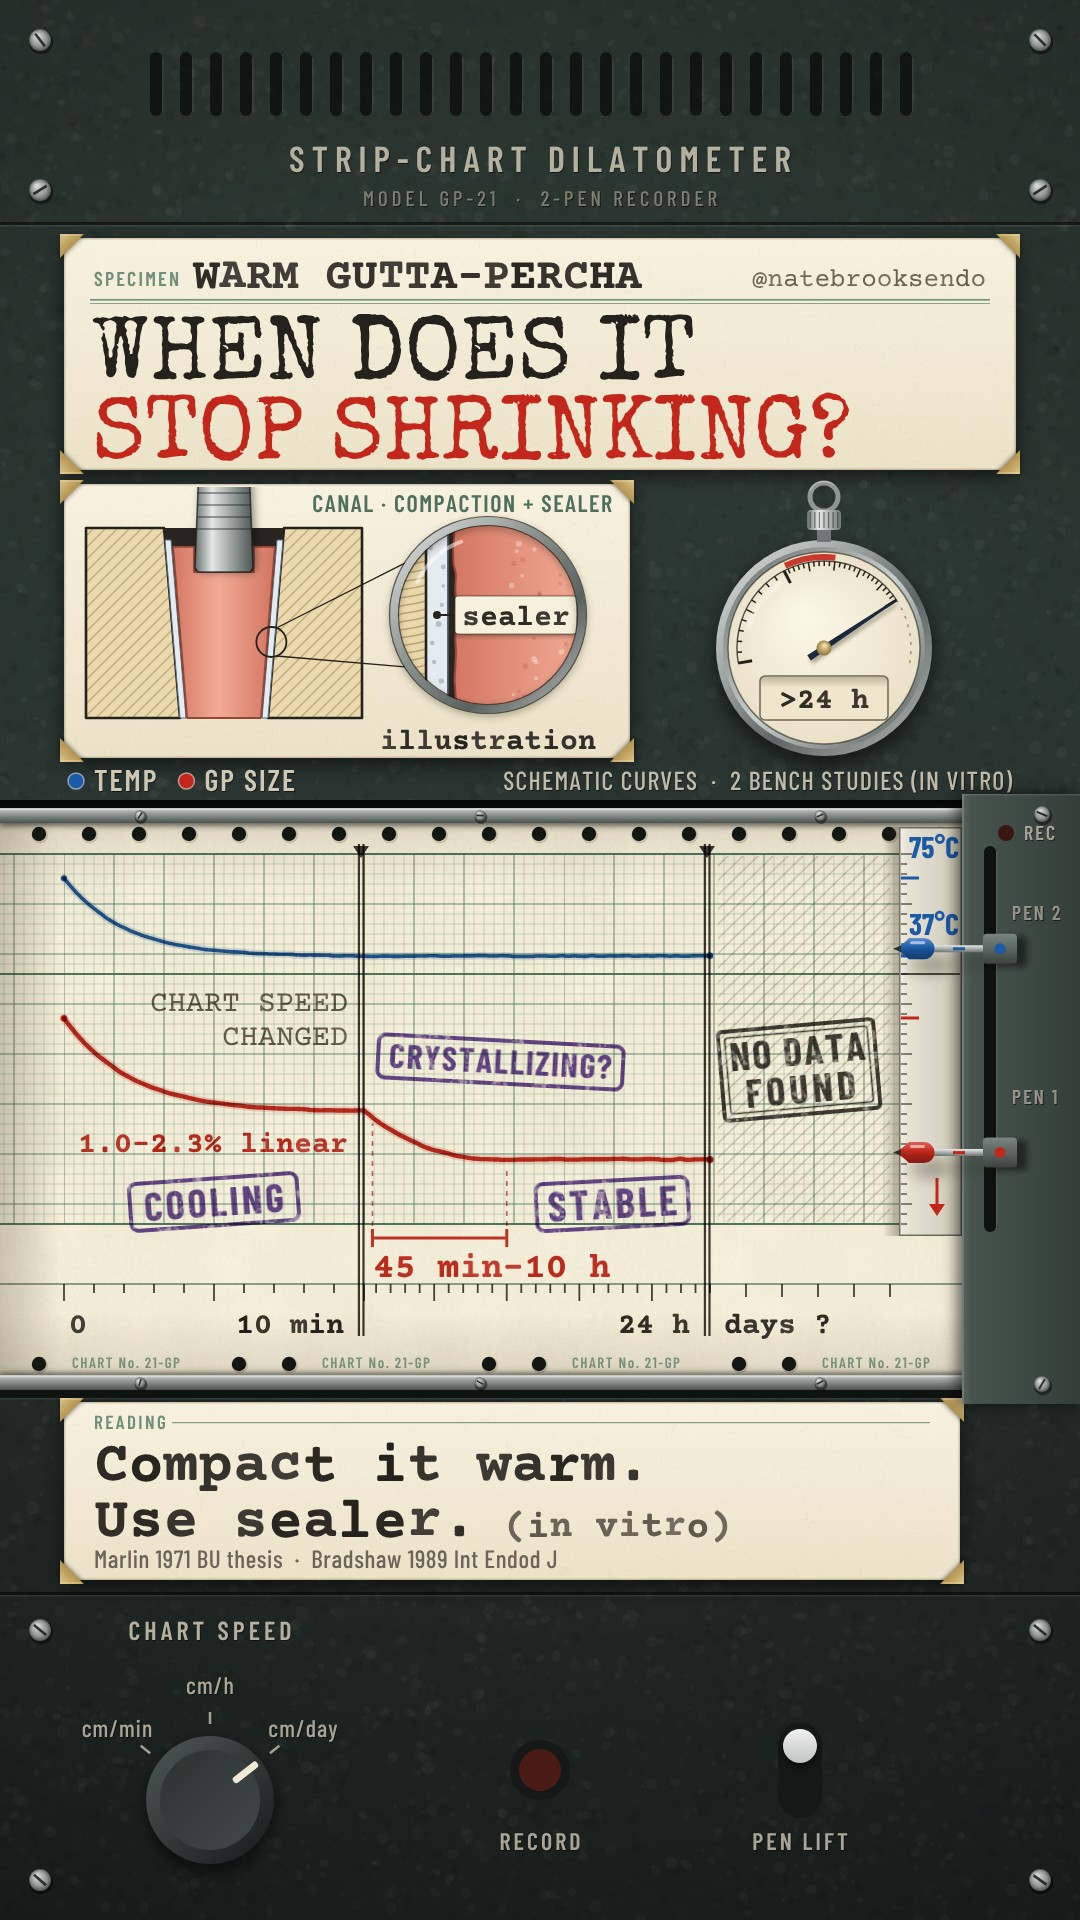 STRIP-CHART DILATOMETER
MODEL GP-21 · 2-PEN RECORDER
SPECIMEN WARM GUTTA-PERCHA @natebrooksendo
WHEN DOES IT
STOP SHRINKING?
CANAL · COMPACTION + SEALER
sealer
illustration
>24 h
TEMP GP SIZE SCHEMATIC CURVES · 2 BENCH STUDIES (IN VITRO)
REC
75°C
PEN 2
37°C
CHART SPEED
CHANGED
CRYSTALLIZING?
NO DATA
FOUND
PEN 1
1.0–2.3% linear
COOLING
STABLE
45 min–10 h
0 10 min 24 h days ?
CHART No. 21-GP CHART No. 21-GP CHART No. 21-GP CHART No. 21-GP
READING
Compact it warm.
Use sealer. (in vitro)
Marlin 1971 BU thesis · Bradshaw 1989 Int Endod J
CHART SPEED
cm/h
cm/min cm/day
RECORD PEN LIFT